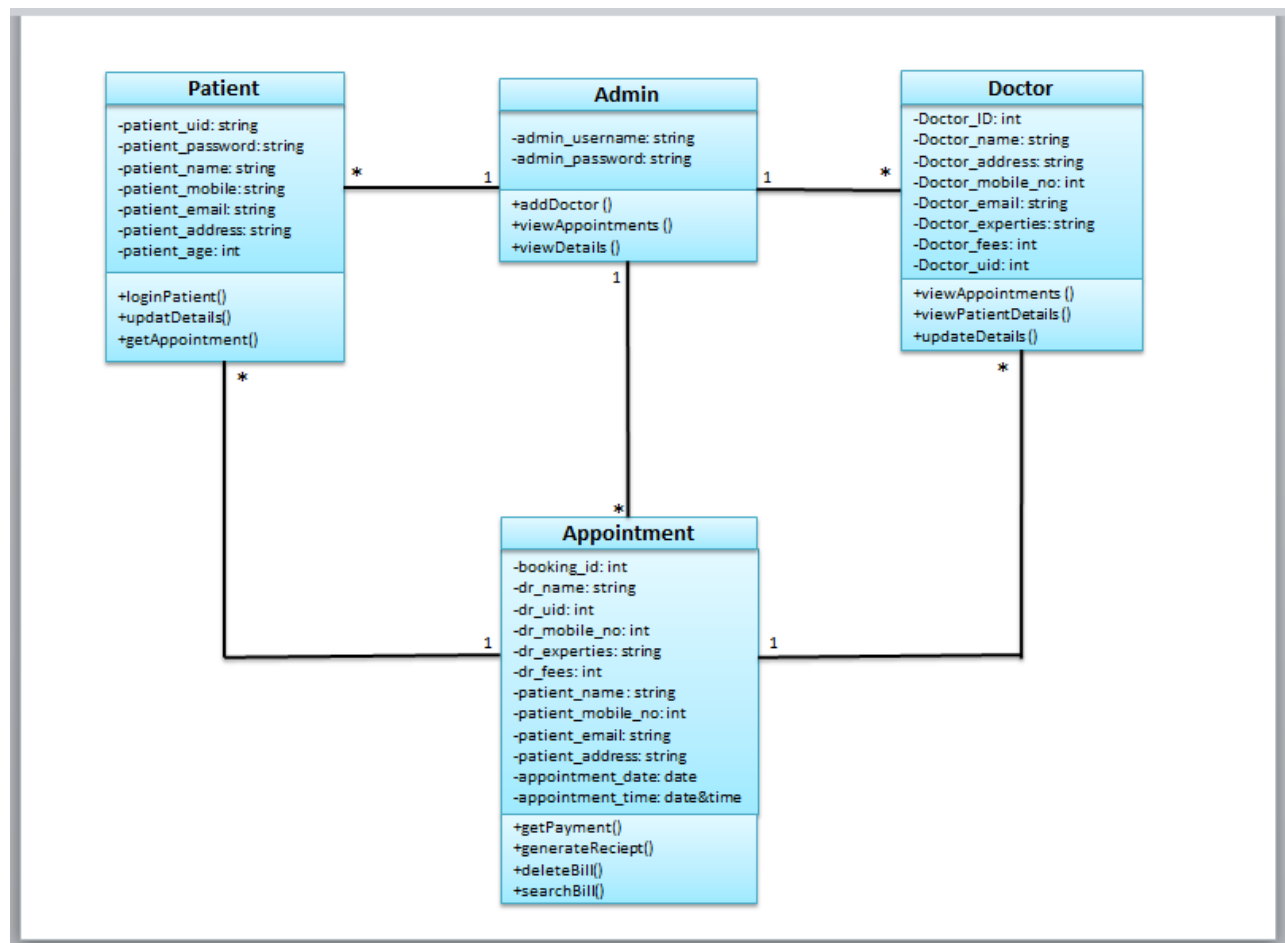 Patient
-patient_uid: string
-patient_password: string
-patient_name: string
-patient_mobile: string
-patient_email: string
-patient_address: string
-patient_age: int
+loginPatient()
+updatDetails()
+getAppointment()
*
1
Admin
-admin_username: string
-admin_password: string
+addDoctor ()
+viewAppointments ()
+viewDetails ()
1
*
Doctor
-Doctor_ID: int
-Doctor_name: string
-Doctor_address: string
-Doctor_mobile_no: int
-Doctor_email: string
-Doctor_experties: string
-Doctor_fees: int
-Doctor_uid: int
+viewAppointments ()
+viewPatientDetails()
+updateDetails()
1
*
*
*
1
1
Appointment
-booking_id: int
-dr_name: string
-dr_uid: int
-dr_mobile_no: int
-dr_experties: string
-dr_fees: int
-patient_name: string
-patient_mobile_no: int
-patient_email: string
-patient_address: string
-appointment_date: date
-appointment_time: date&time
+getPayment()
+generateReciept()
+deleteBill()
+searchBill()